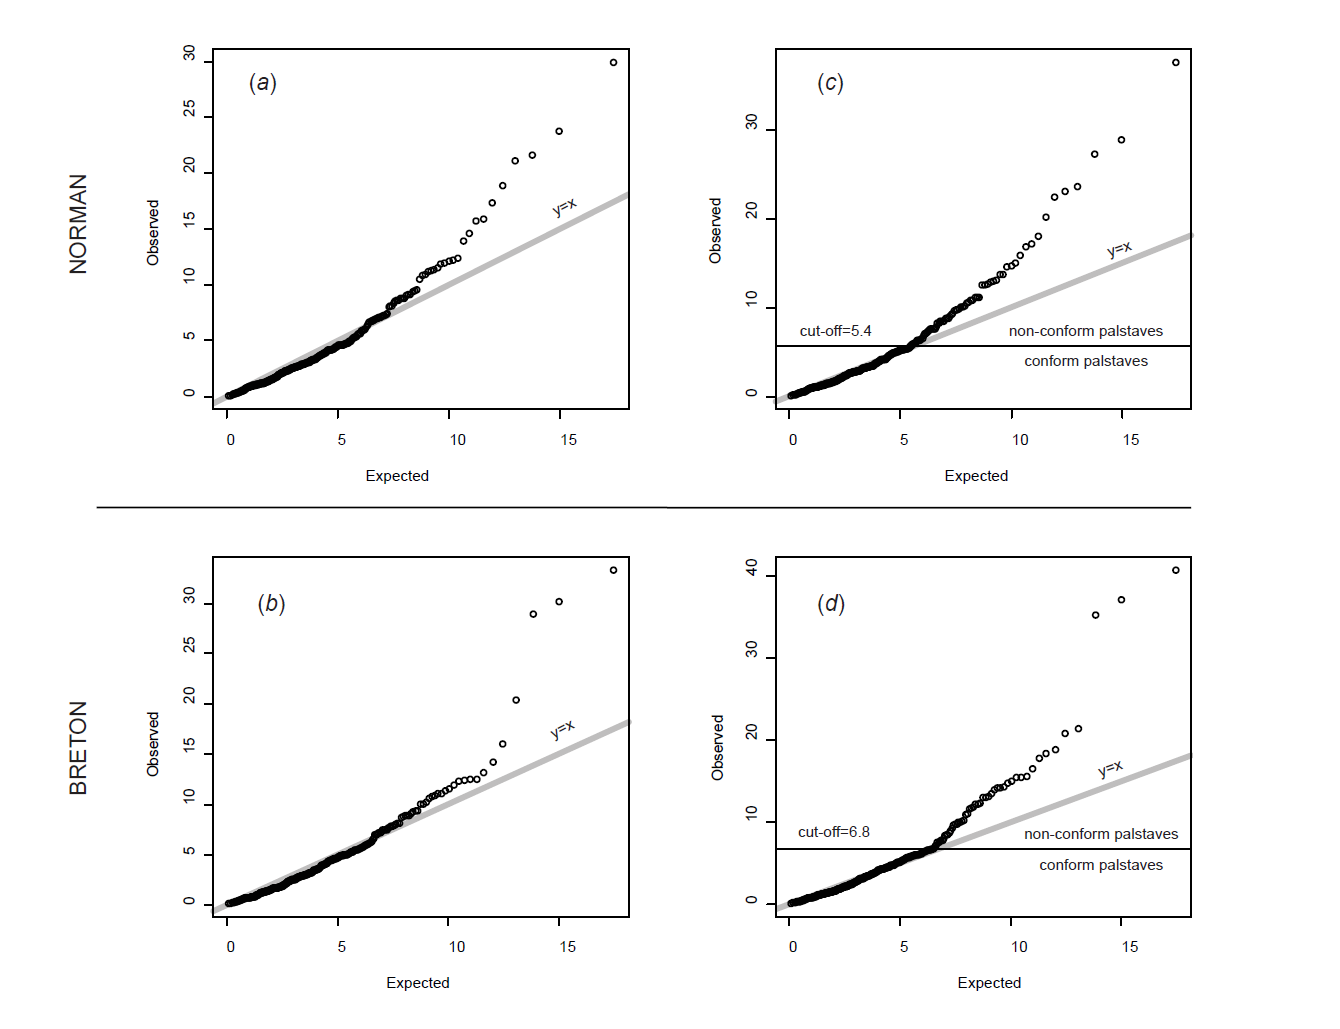 NORMAN
(a)
Observed
30
25
20
15
10
5
0
y=x
0 5 10 15
Expected
(c)
Observed
30
20
10
0
y=x
cut-off=5.4
non-conform palstaves
conform palstaves
0 5 10 15
Expected
BRETON
(b)
Observed
30
25
20
15
10
5
0
y=x
0 5 10 15
Expected
(d)
Observed
40
30
20
10
0
y=x
cut-off=6.8
non-conform palstaves
conform palstaves
0 5 10 15
Expected